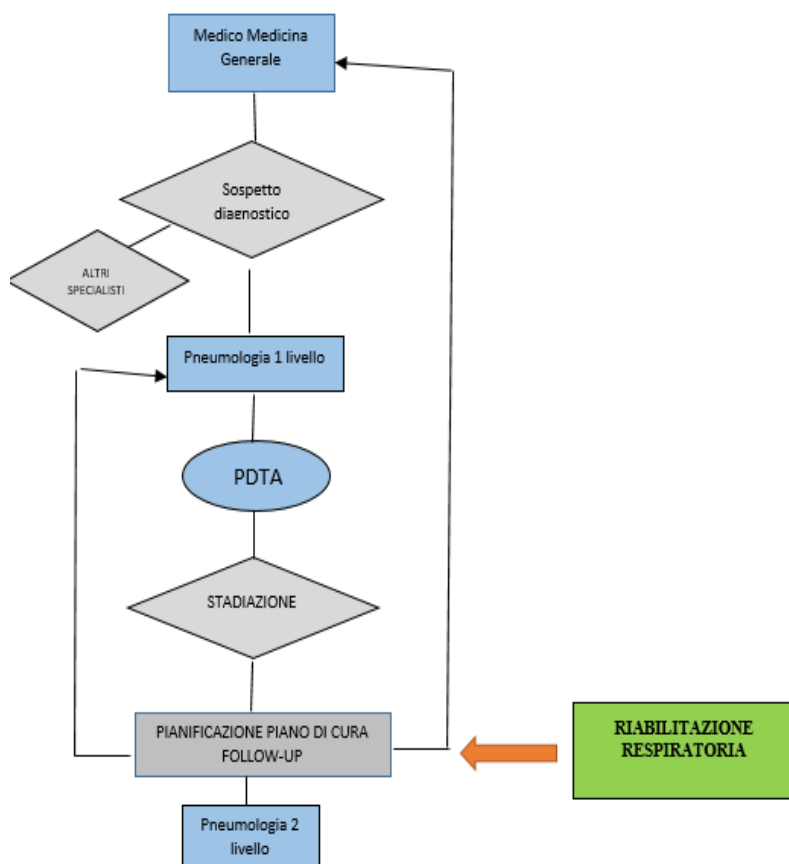 Medico Medicina
Generale
Sospetto
diagnostico
ALTRI
SPECIALISTI
Pneumologia 1 livello
PDTA
STADIAZIONE
PIANIFICAZIONE PIANO DI CURA
FOLLOW-UP
RIABILITAZIONE
RESPIRATORIA
Pneumologia 2
livello